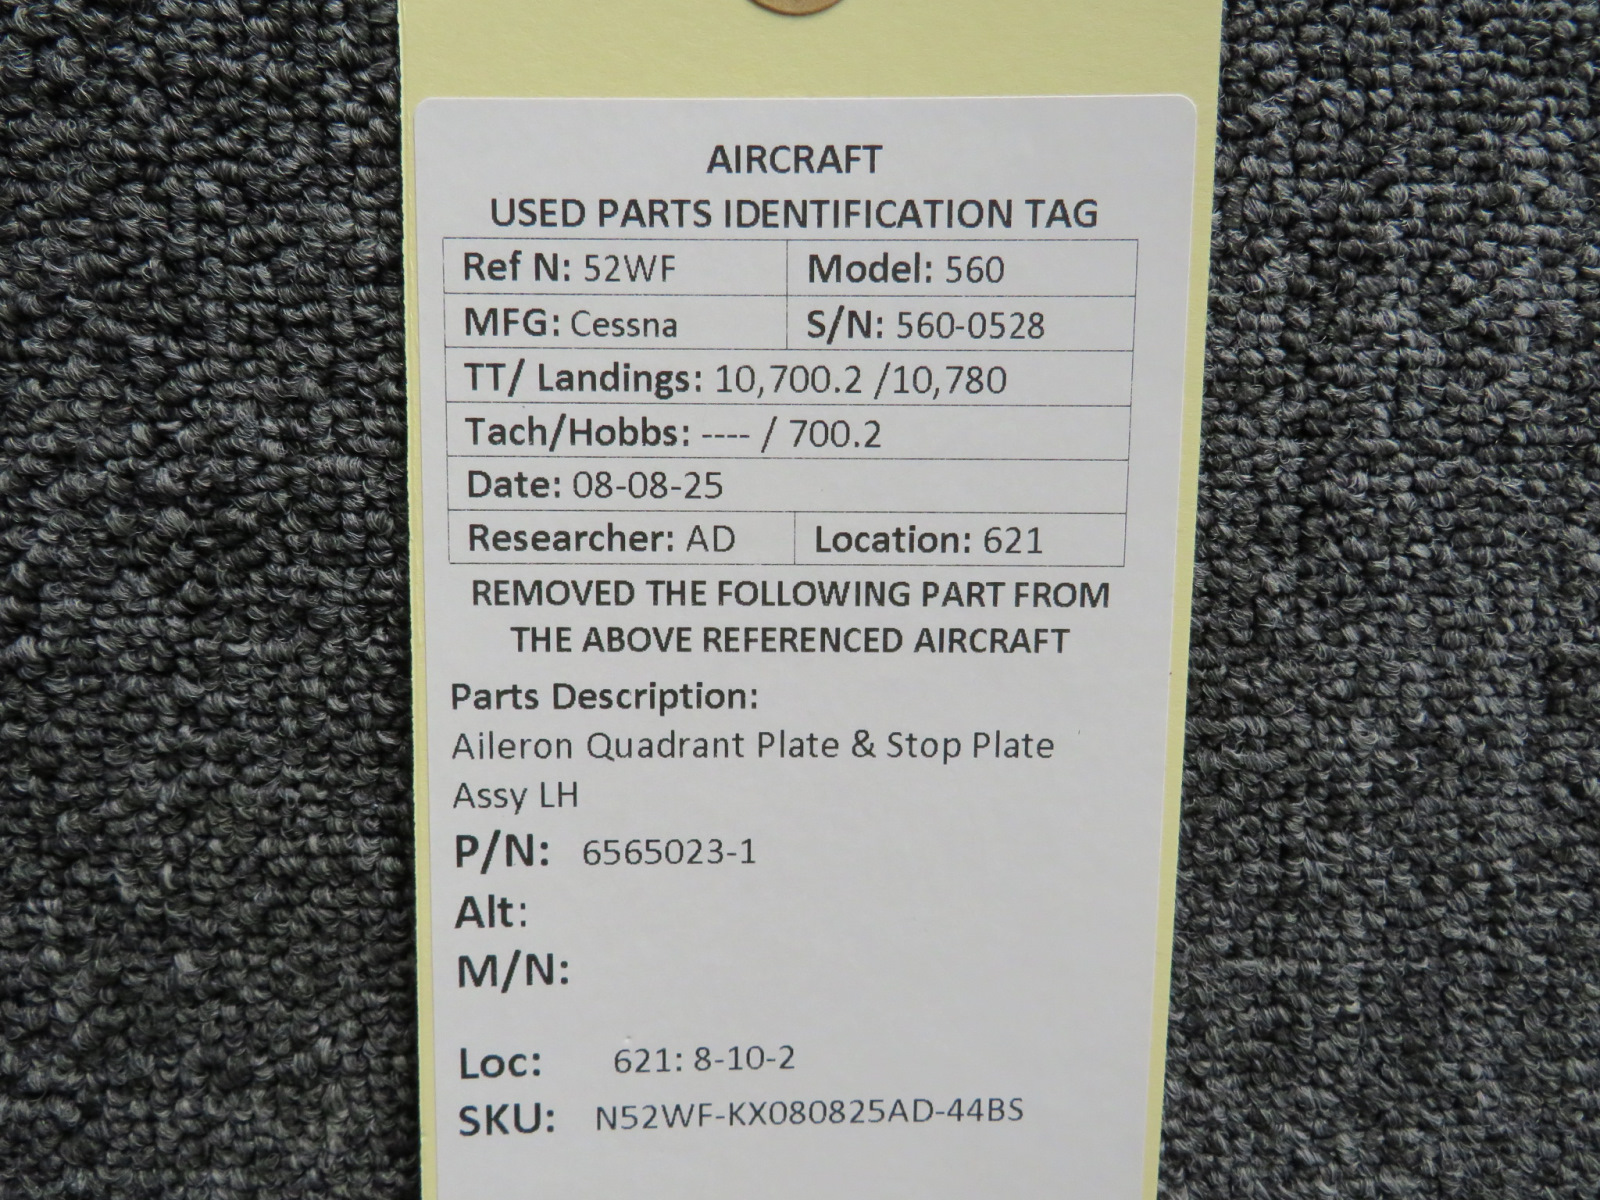 AIRCRAFT
USED PARTS IDENTIFICATION TAG
Ref N: 52WF Model: 560
MFG: Cessna S/N: 560-0528
TT/ Landings: 10,700.2 /10,780
Tach/Hobbs: ---- / 700.2
Date: 08-08-25
Researcher: AD Location: 621
REMOVED THE FOLLOWING PART FROM
THE ABOVE REFERENCED AIRCRAFT
Parts Description:
Aileron Quadrant Plate & Stop Plate
Assy LH
P/N: 6565023-1
Alt:
M/N:
Loc: 621: 8-10-2
SKU: N52WF-KX080825AD-44BS